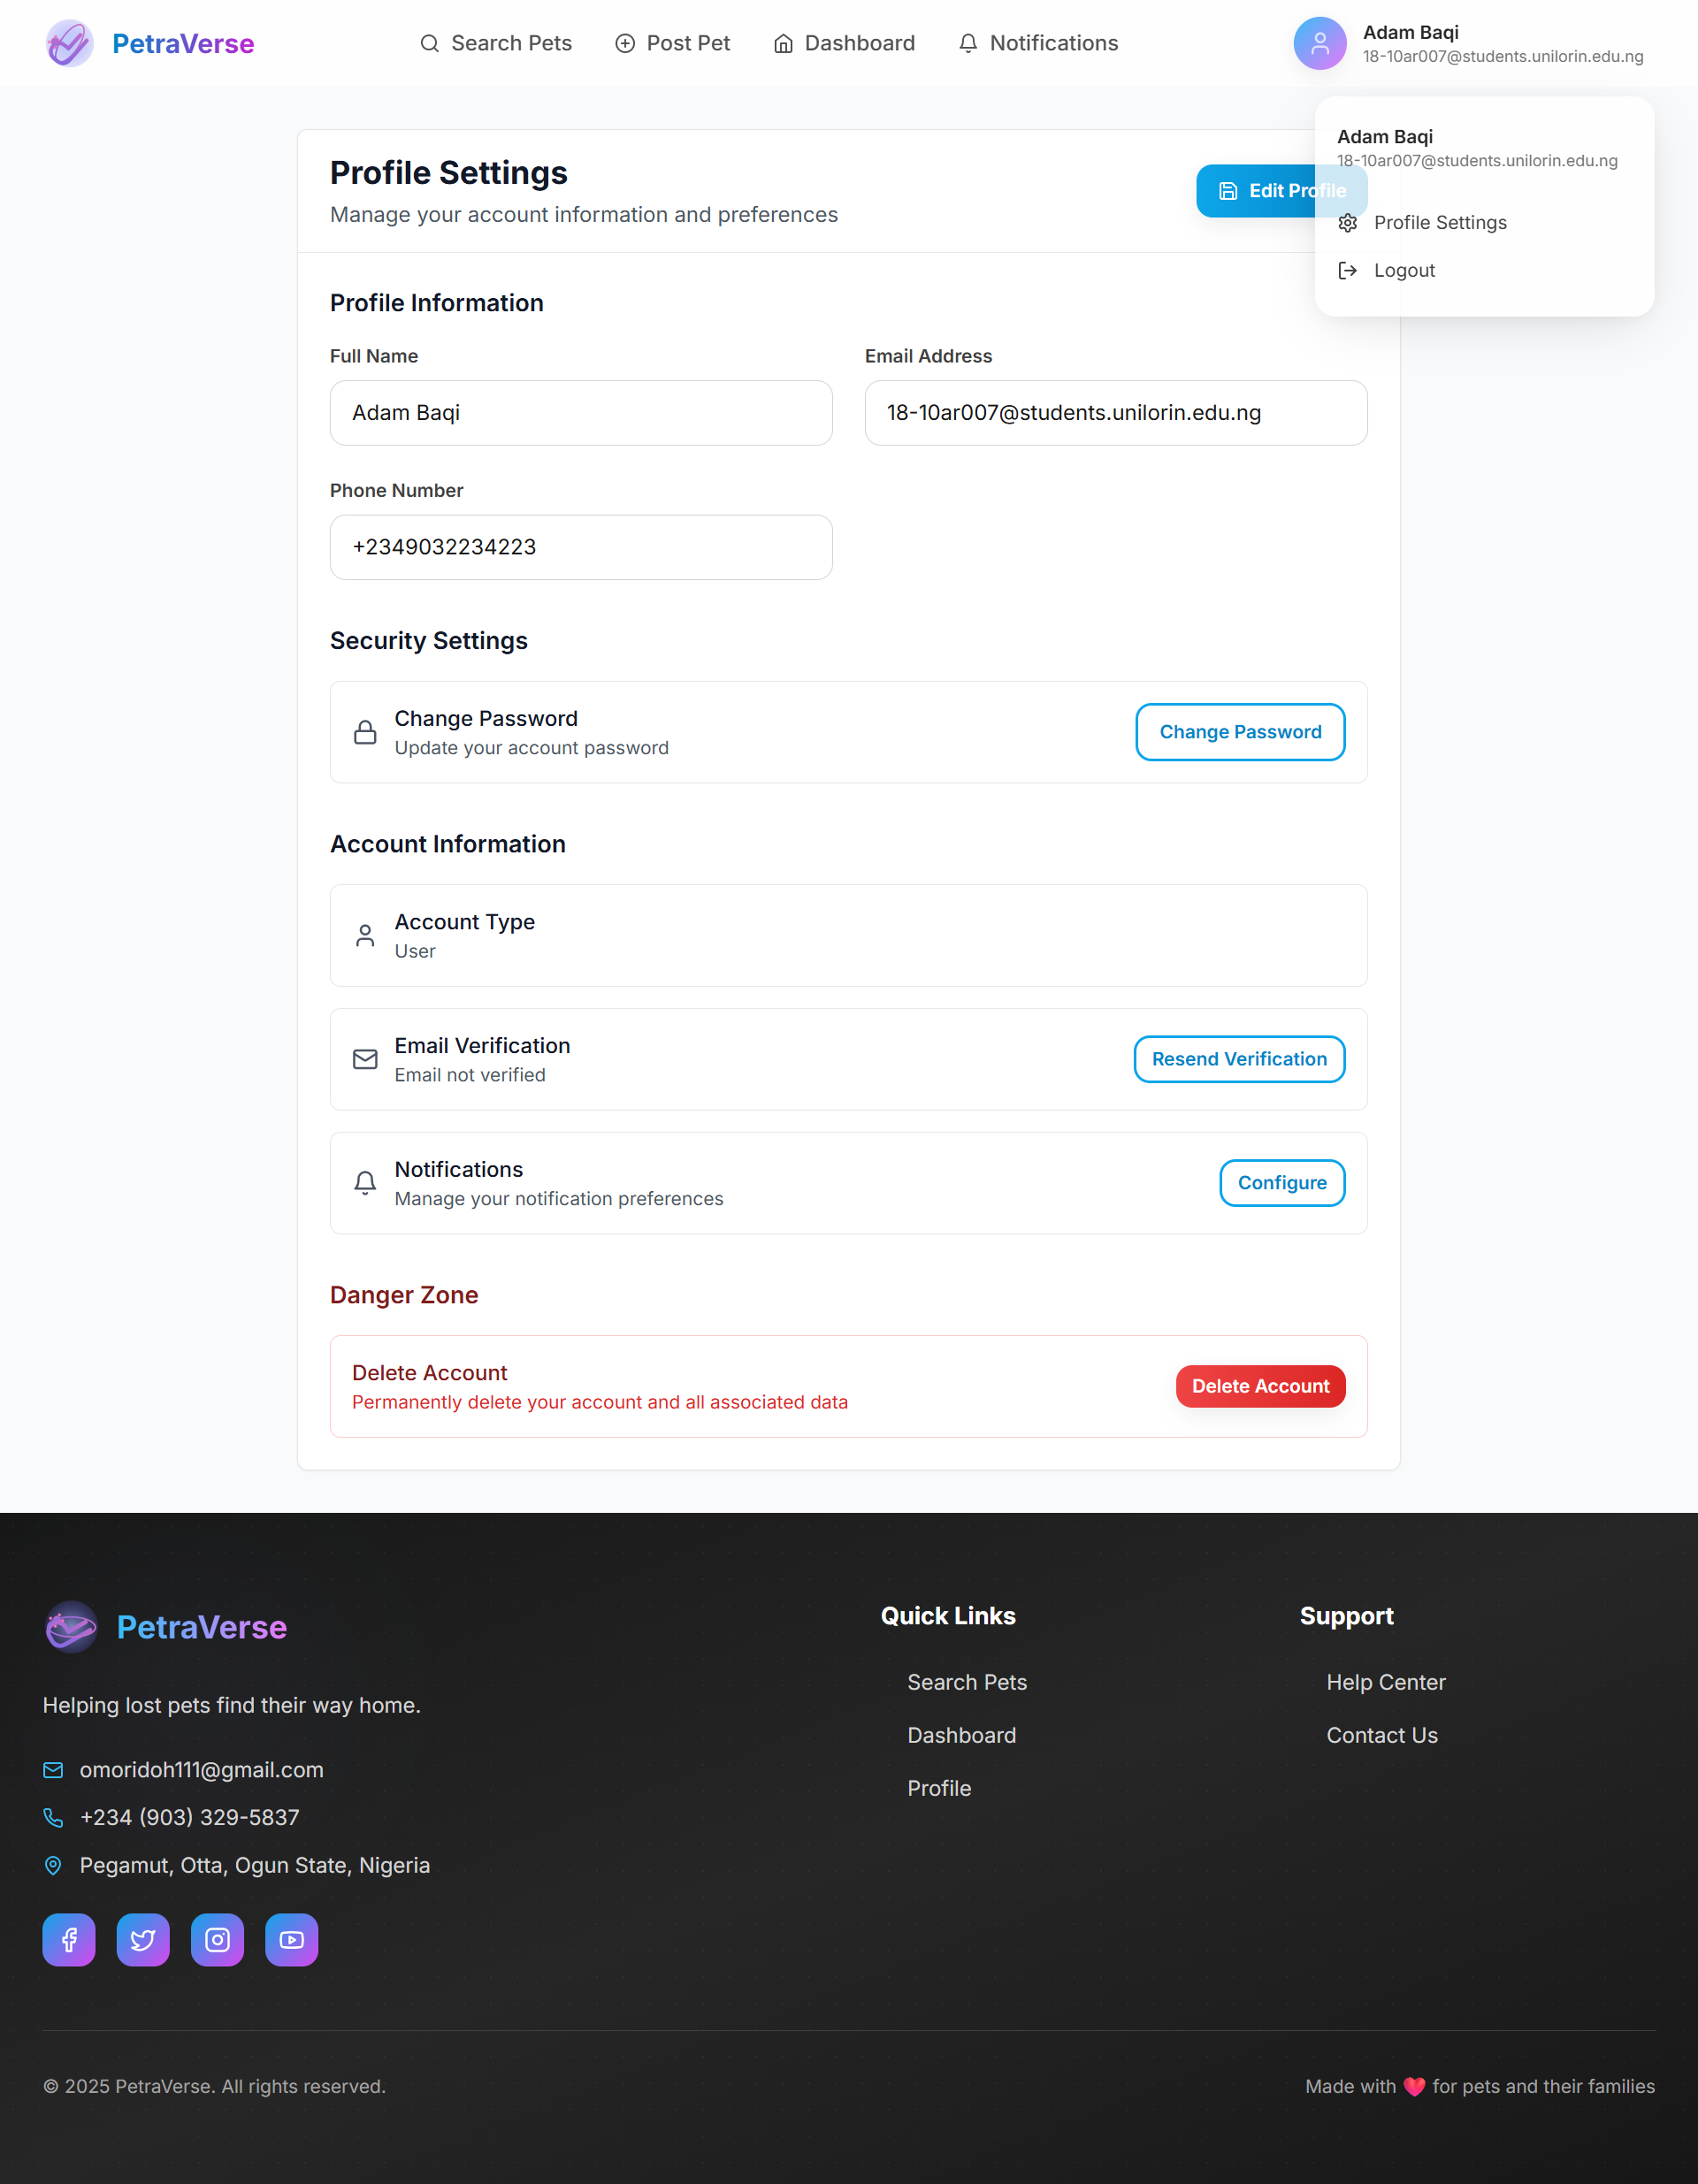 PetraVerse
Search Pets
Post Pet
Dashboard
Notifications
Adam Baqi
18-10ar007@students.unilorin.edu.ng
Adam Baqi
18-10ar007@students.unilorin.edu.ng
Profile Settings
Logout
Profile Settings
Manage your account information and preferences
Edit Profile
Profile Information
Full Name
Adam Baqi
Email Address
18-10ar007@students.unilorin.edu.ng
Phone Number
+2349032234223
Security Settings
Change Password
Update your account password
Change Password
Account Information
Account Type
User
Email Verification
Email not verified
Resend Verification
Notifications
Manage your notification preferences
Configure
Danger Zone
Delete Account
Permanently delete your account and all associated data
Delete Account
PetraVerse
Helping lost pets find their way home.
omoridoh111@gmail.com
+234 (903) 329-5837
Pegamut, Otta, Ogun State, Nigeria
Quick Links
Search Pets
Dashboard
Profile
Support
Help Center
Contact Us
© 2025 PetraVerse. All rights reserved.
Made with ❤️ for pets and their families